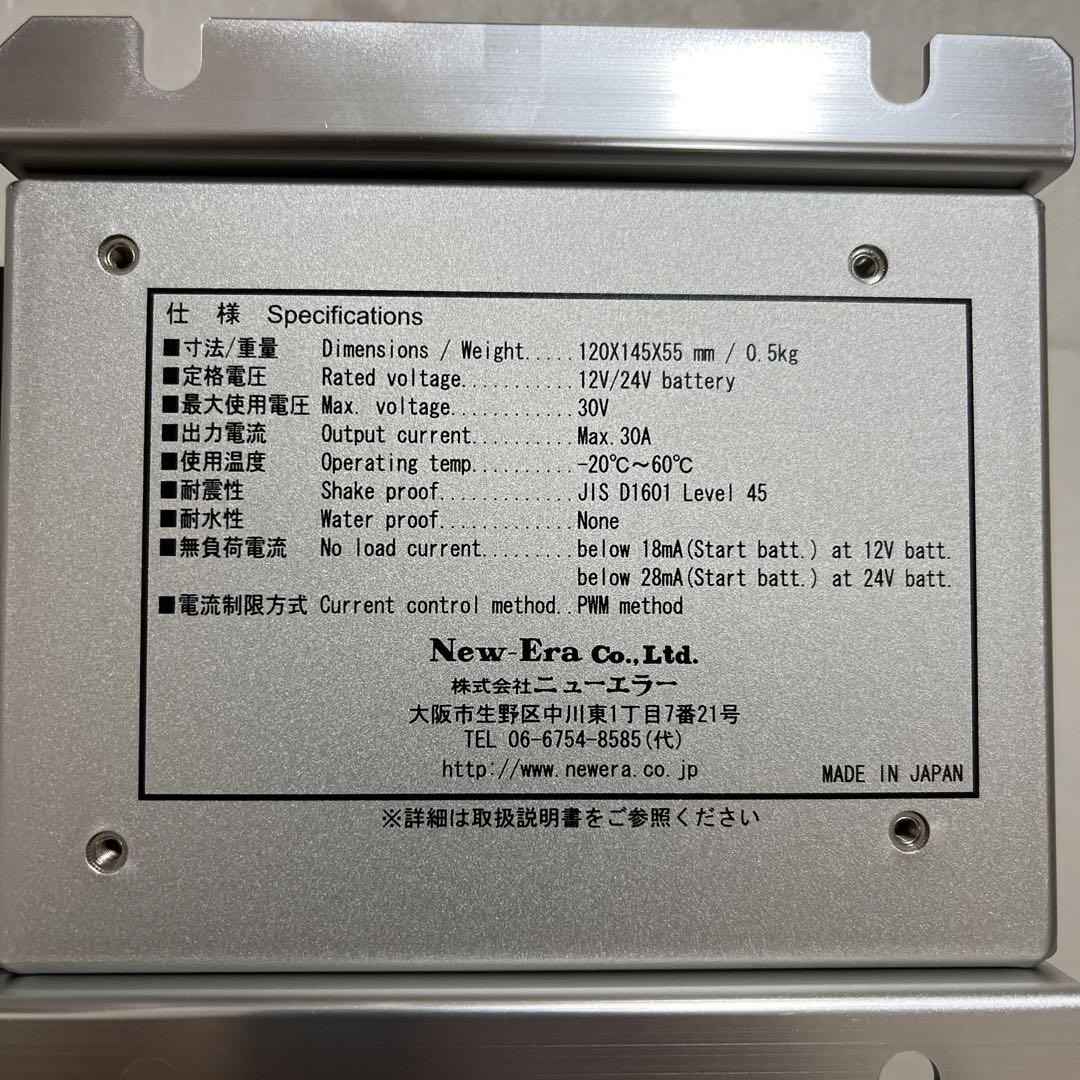 仕 様 Specifications
■寸法/重量 Dimensions / Weight.....120X145X55 mm / 0.5kg
■定格電圧 Rated voltage...........12V/24V battery
■最大使用電圧 Max. voltage............30V
■出力電流 Output current..........Max.30A
■使用温度 Operating temp..........-20℃～60℃
■耐震性 Shake proof.............JIS D1601 Level 45
■耐水性 Water proof.............None
■無負荷電流 No load current.........below 18mA(Start batt.) at 12V batt.
below 28mA(Start batt.) at 24V batt.
■電流制限方式 Current control method..PWM method
New-Era Co.,Ltd.
株式会社ニューエラー
大阪市生野区中川東1丁目7番21号
TEL 06-6754-8585(代)
http://www.newera.co.jp
MADE IN JAPAN
※詳細は取扱説明書をご参照ください